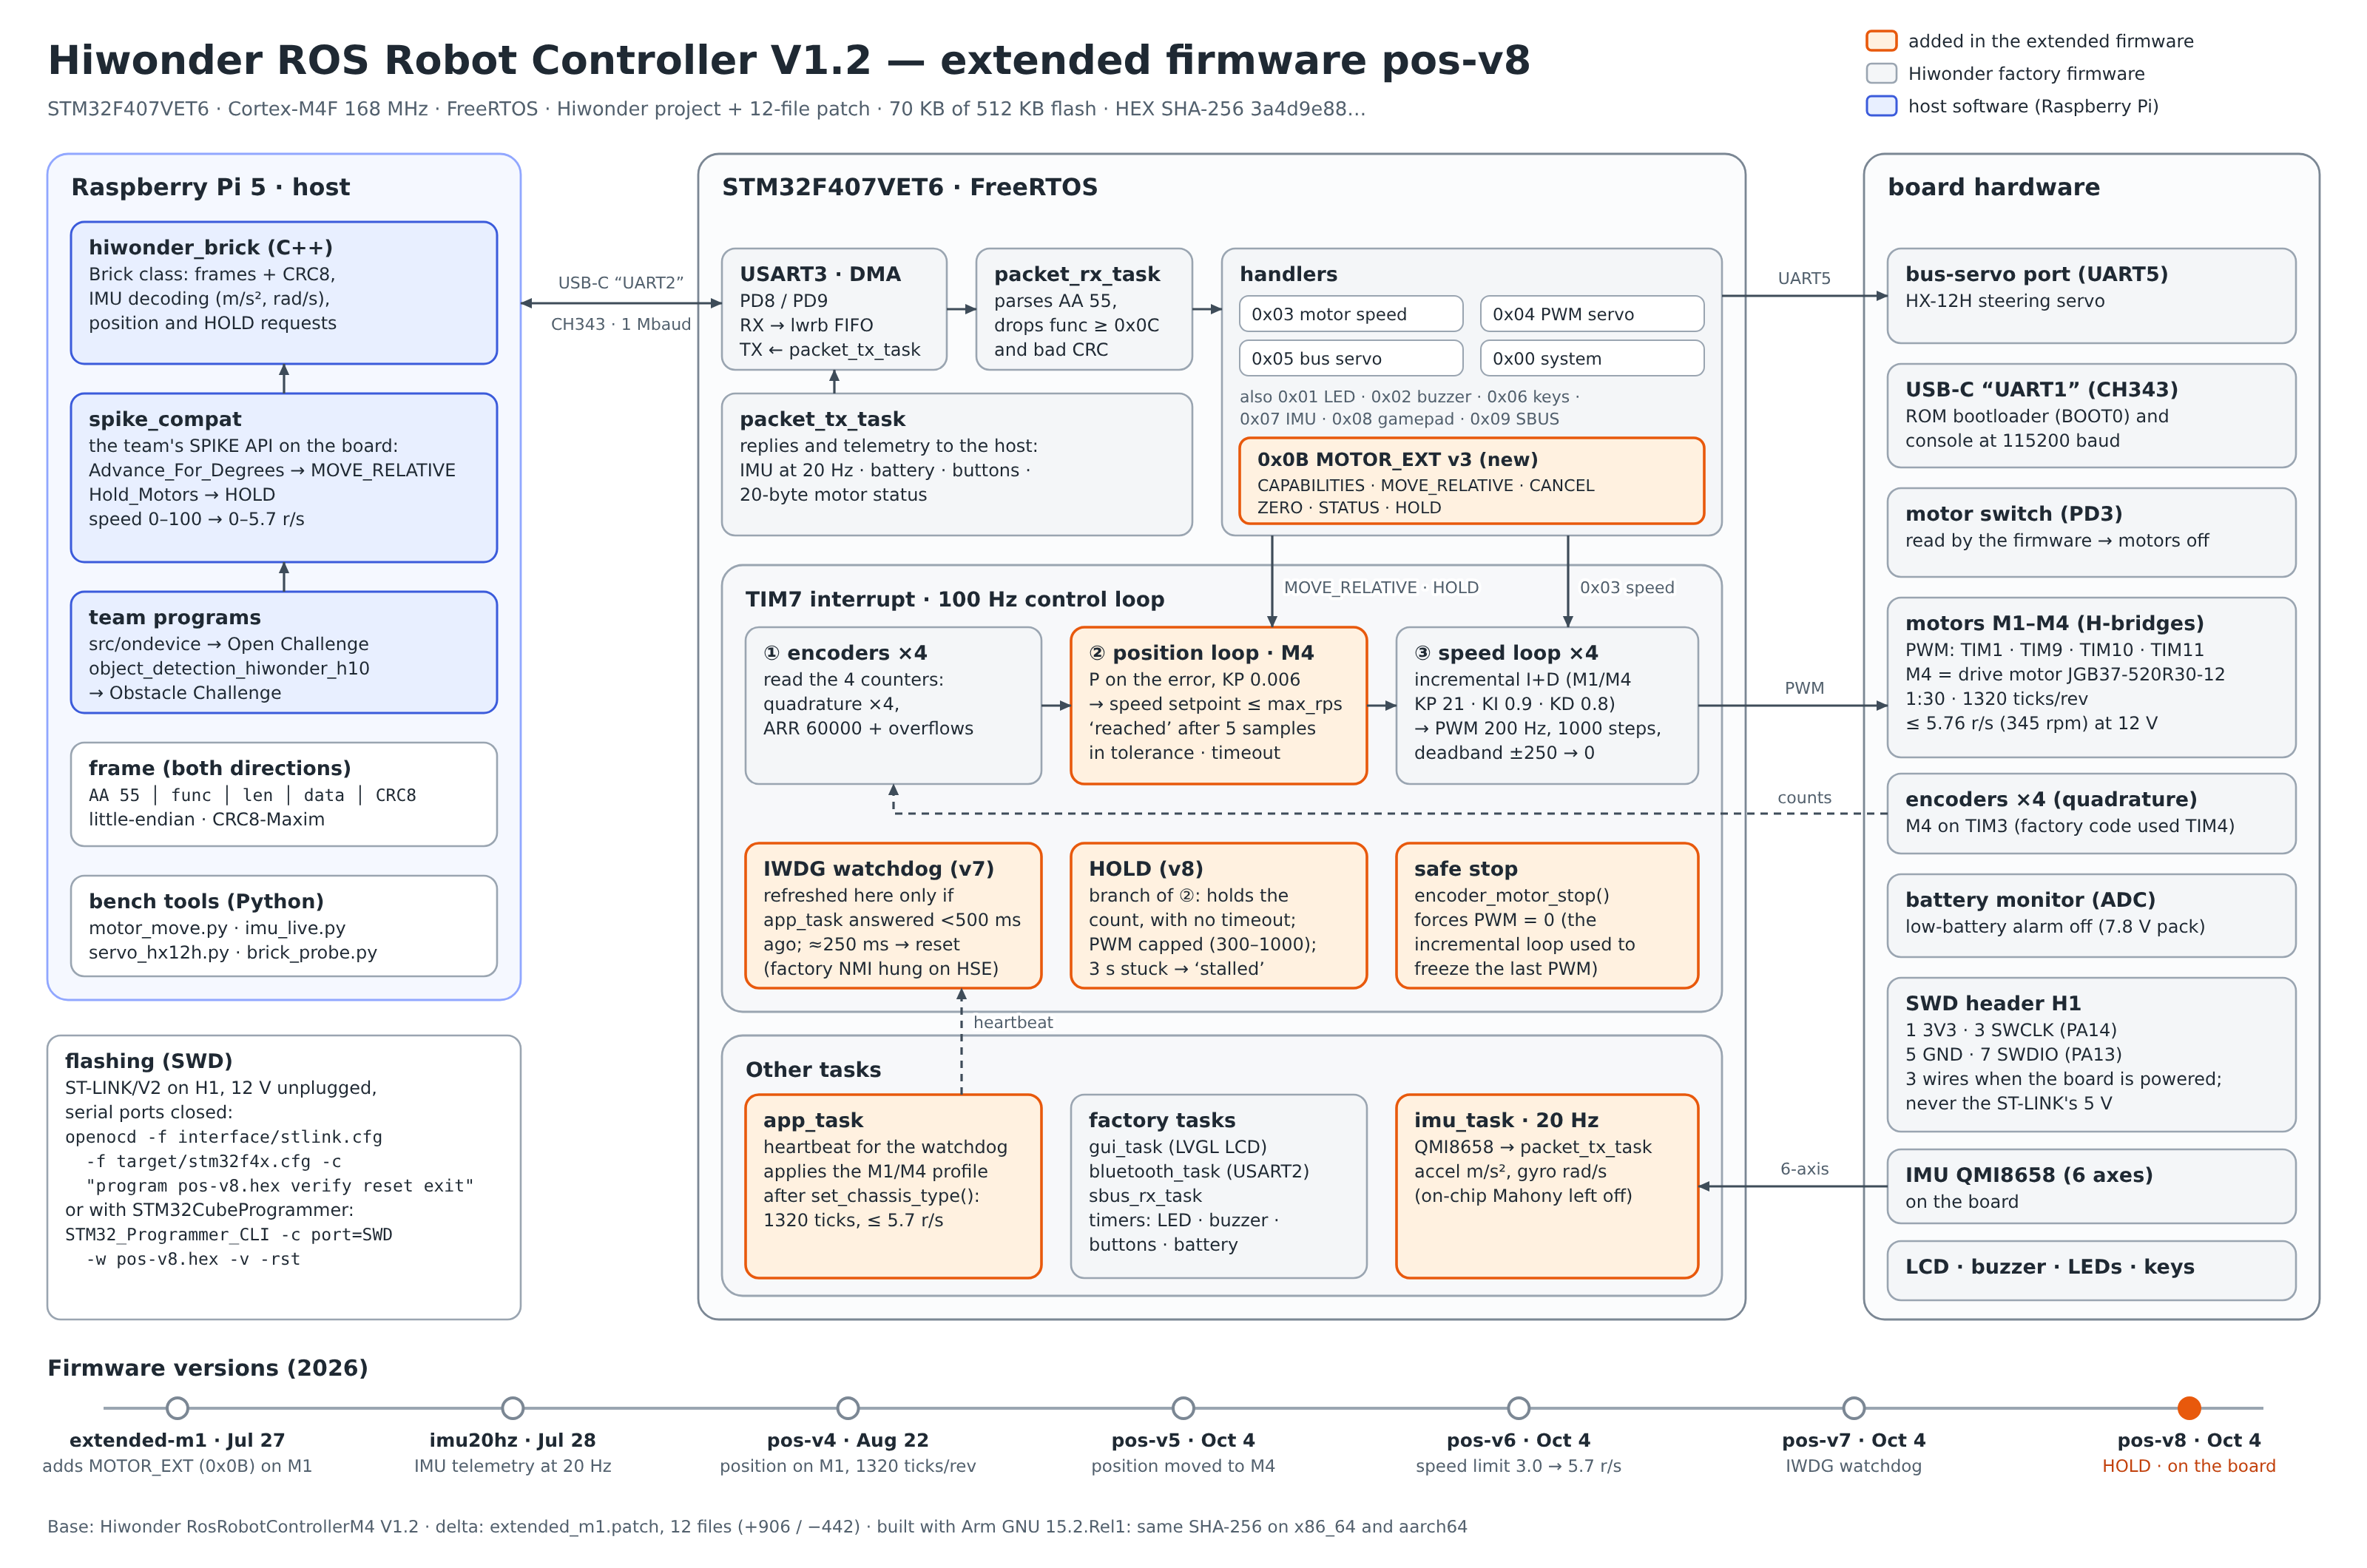 Hiwonder ROS Robot Controller V1.2 — extended firmware pos-v8
STM32F407VET6 · Cortex-M4F 168 MHz · FreeRTOS · Hiwonder project + 12-file patch · 70 KB of 512 KB flash · HEX SHA-256 3a4d9e88…
added in the extended firmware
Hiwonder factory firmware
host software (Raspberry Pi)
Raspberry Pi 5 · host
hiwonder_brick (C++)
Brick class: frames + CRC8,
IMU decoding (m/s², rad/s),
position and HOLD requests
spike_compat
the team's SPIKE API on the board:
Advance_For_Degrees → MOVE_RELATIVE
Hold_Motors → HOLD
speed 0–100 → 0–5.7 r/s
team programs
src/ondevice → Open Challenge
object_detection_hiwonder_h10
→ Obstacle Challenge
frame (both directions)
AA 55 │ func │ len │ data │ CRC8
little-endian · CRC8-Maxim
bench tools (Python)
motor_move.py · imu_live.py
servo_hx12h.py · brick_probe.py
flashing (SWD)
ST-LINK/V2 on H1, 12 V unplugged,
serial ports closed:
openocd -f interface/stlink.cfg
-f target/stm32f4x.cfg -c
"program pos-v8.hex verify reset exit"
or with STM32CubeProgrammer:
STM32_Programmer_CLI -c port=SWD
-w pos-v8.hex -v -rst
USB-C “UART2”
CH343 · 1 Mbaud
STM32F407VET6 · FreeRTOS
USART3 · DMA
PD8 / PD9
RX → lwrb FIFO
TX ← packet_tx_task
packet_rx_task
parses AA 55,
drops func ≥ 0x0C
and bad CRC
handlers
0x03 motor speed
0x04 PWM servo
0x05 bus servo
0x00 system
also 0x01 LED · 0x02 buzzer · 0x06 keys ·
0x07 IMU · 0x08 gamepad · 0x09 SBUS
0x0B MOTOR_EXT v3 (new)
CAPABILITIES · MOVE_RELATIVE · CANCEL
ZERO · STATUS · HOLD
packet_tx_task
replies and telemetry to the host:
IMU at 20 Hz · battery · buttons ·
20-byte motor status
TIM7 interrupt · 100 Hz control loop
MOVE_RELATIVE · HOLD
0x03 speed
① encoders ×4
read the 4 counters:
quadrature ×4,
ARR 60000 + overflows
② position loop · M4
P on the error, KP 0.006
→ speed setpoint ≤ max_rps
‘reached’ after 5 samples
in tolerance · timeout
③ speed loop ×4
incremental I+D (M1/M4
KP 21 · KI 0.9 · KD 0.8)
→ PWM 200 Hz, 1000 steps,
deadband ±250 → 0
IWDG watchdog (v7)
refreshed here only if
app_task answered <500 ms
ago; ≈250 ms → reset
(factory NMI hung on HSE)
HOLD (v8)
branch of ②: holds the
count, with no timeout;
PWM capped (300–1000);
3 s stuck → ‘stalled’
safe stop
encoder_motor_stop()
forces PWM = 0 (the
incremental loop used to
freeze the last PWM)
heartbeat
Other tasks
app_task
heartbeat for the watchdog
applies the M1/M4 profile
after set_chassis_type():
1320 ticks, ≤ 5.7 r/s
factory tasks
gui_task (LVGL LCD)
bluetooth_task (USART2)
sbus_rx_task
timers: LED · buzzer ·
buttons · battery
imu_task · 20 Hz
QMI8658 → packet_tx_task
accel m/s², gyro rad/s
(on-chip Mahony left off)
UART5
PWM
counts
6-axis
board hardware
bus-servo port (UART5)
HX-12H steering servo
USB-C “UART1” (CH343)
ROM bootloader (BOOT0) and
console at 115200 baud
motor switch (PD3)
read by the firmware → motors off
motors M1–M4 (H-bridges)
PWM: TIM1 · TIM9 · TIM10 · TIM11
M4 = drive motor JGB37-520R30-12
1:30 · 1320 ticks/rev
≤ 5.76 r/s (345 rpm) at 12 V
encoders ×4 (quadrature)
M4 on TIM3 (factory code used TIM4)
battery monitor (ADC)
low-battery alarm off (7.8 V pack)
SWD header H1
1 3V3 · 3 SWCLK (PA14)
5 GND · 7 SWDIO (PA13)
3 wires when the board is powered;
never the ST-LINK's 5 V
IMU QMI8658 (6 axes)
on the board
LCD · buzzer · LEDs · keys
Firmware versions (2026)
extended-m1 · Jul 27
adds MOTOR_EXT (0x0B) on M1
imu20hz · Jul 28
IMU telemetry at 20 Hz
pos-v4 · Aug 22
position on M1, 1320 ticks/rev
pos-v5 · Oct 4
position moved to M4
pos-v6 · Oct 4
speed limit 3.0 → 5.7 r/s
pos-v7 · Oct 4
IWDG watchdog
pos-v8 · Oct 4
HOLD · on the board
Base: Hiwonder RosRobotControllerM4 V1.2 · delta: extended_m1.patch, 12 files (+906 / −442) · built with Arm GNU 15.2.Rel1: same SHA-256 on x86_64 and aarch64